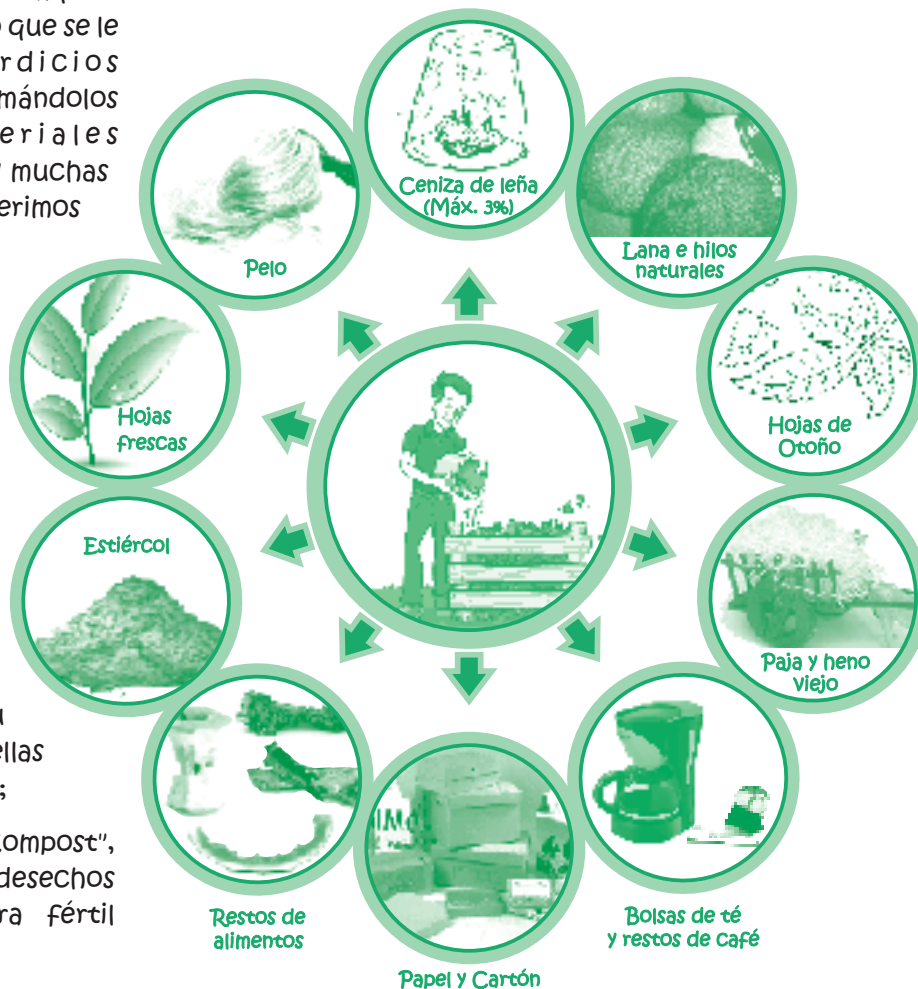 o que se le
rdicios
mándolos
eriales
muchas
erimos
Ceniza de leña
(Máx. 3%)
Lana e hilos
naturales
Hojas de
Otoño
Paja y heno
viejo
Bolsas de té
y restos de café
Papel y Cartón
Restos de
alimentos
Estiércol
Hojas
frescas
Pelo
ellas
;
ompost",
desechos
ra fértil